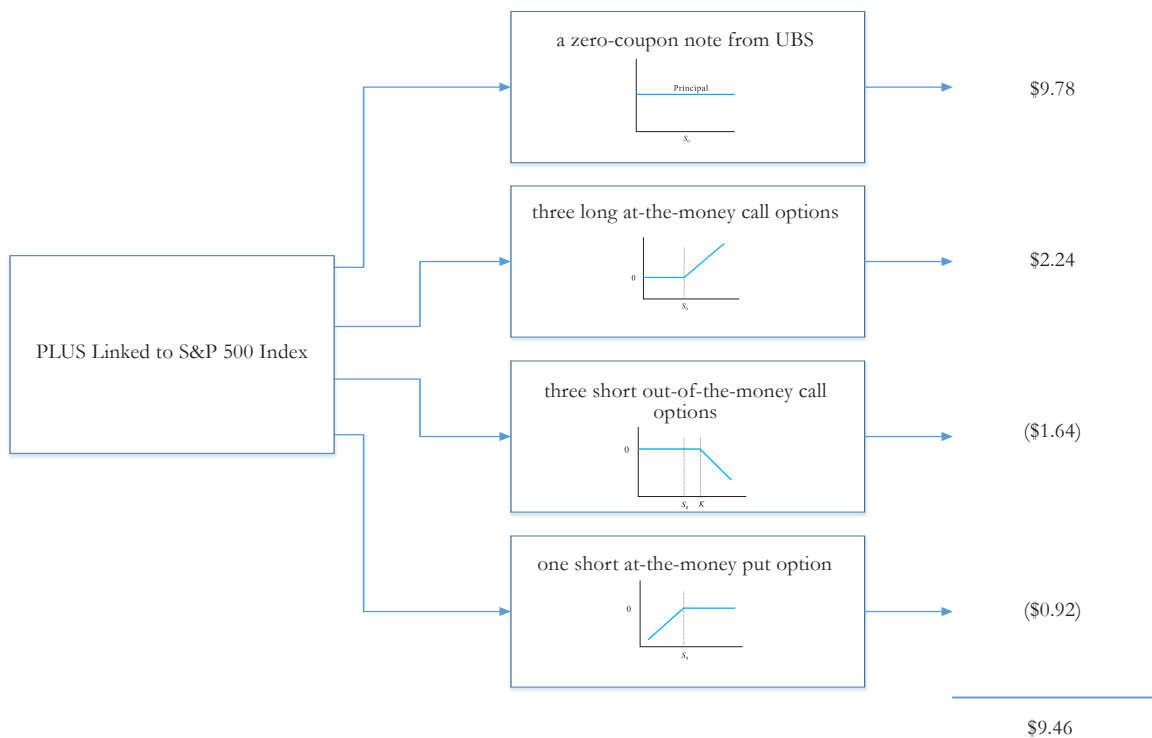 a zero-coupon note from UBS
Principal
S₀
$9.78
three long at-the-money call options
0
S₀
$2.24
PLUS Linked to S&P 500 Index
three short out-of-the-money call
options
0
S₀ K
($1.64)
one short at-the-money put option
0
S₀
($0.92)
$9.46